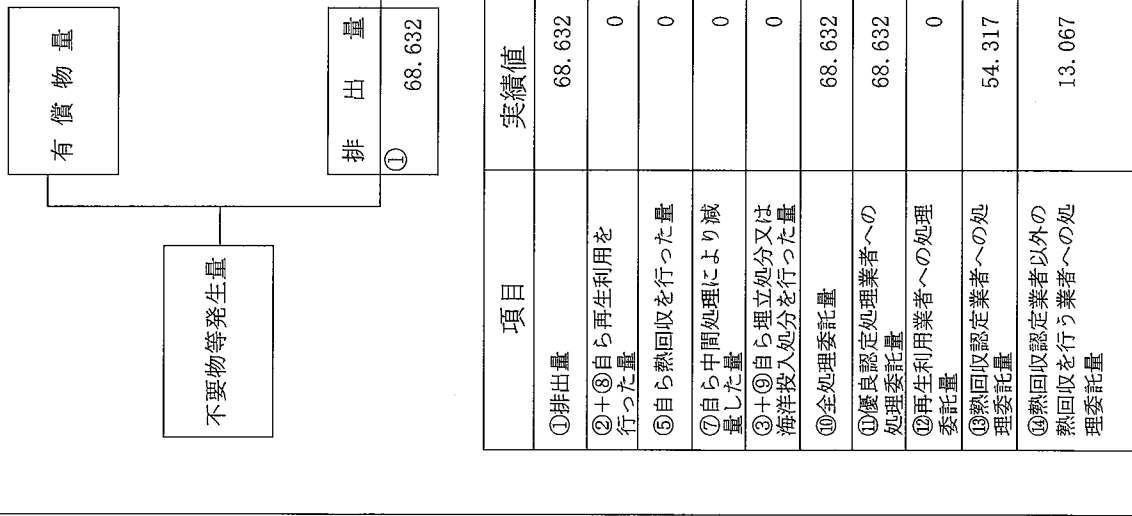 有償物量
不要物等発生量
排出量
①
68.632
項目
実績値
①排出量
68.632
②+⑧自ら再生利用を
行った量
0
⑤自ら熱回収を行った量
0
⑦自ら中間処理により減
量した量
0
③+⑨自ら埋立処分又は
海洋投入処分を行った量
0
⑩全処理委託量
68.632
⑪優良認定処理業者への
処理委託量
68.632
⑫再生利用業者への処理
委託量
0
⑬熱回収認定業者への処
理委託量
54.317
⑭熱回収認定業者以外の
熱回収を行う業者への処
理委託量
13.067